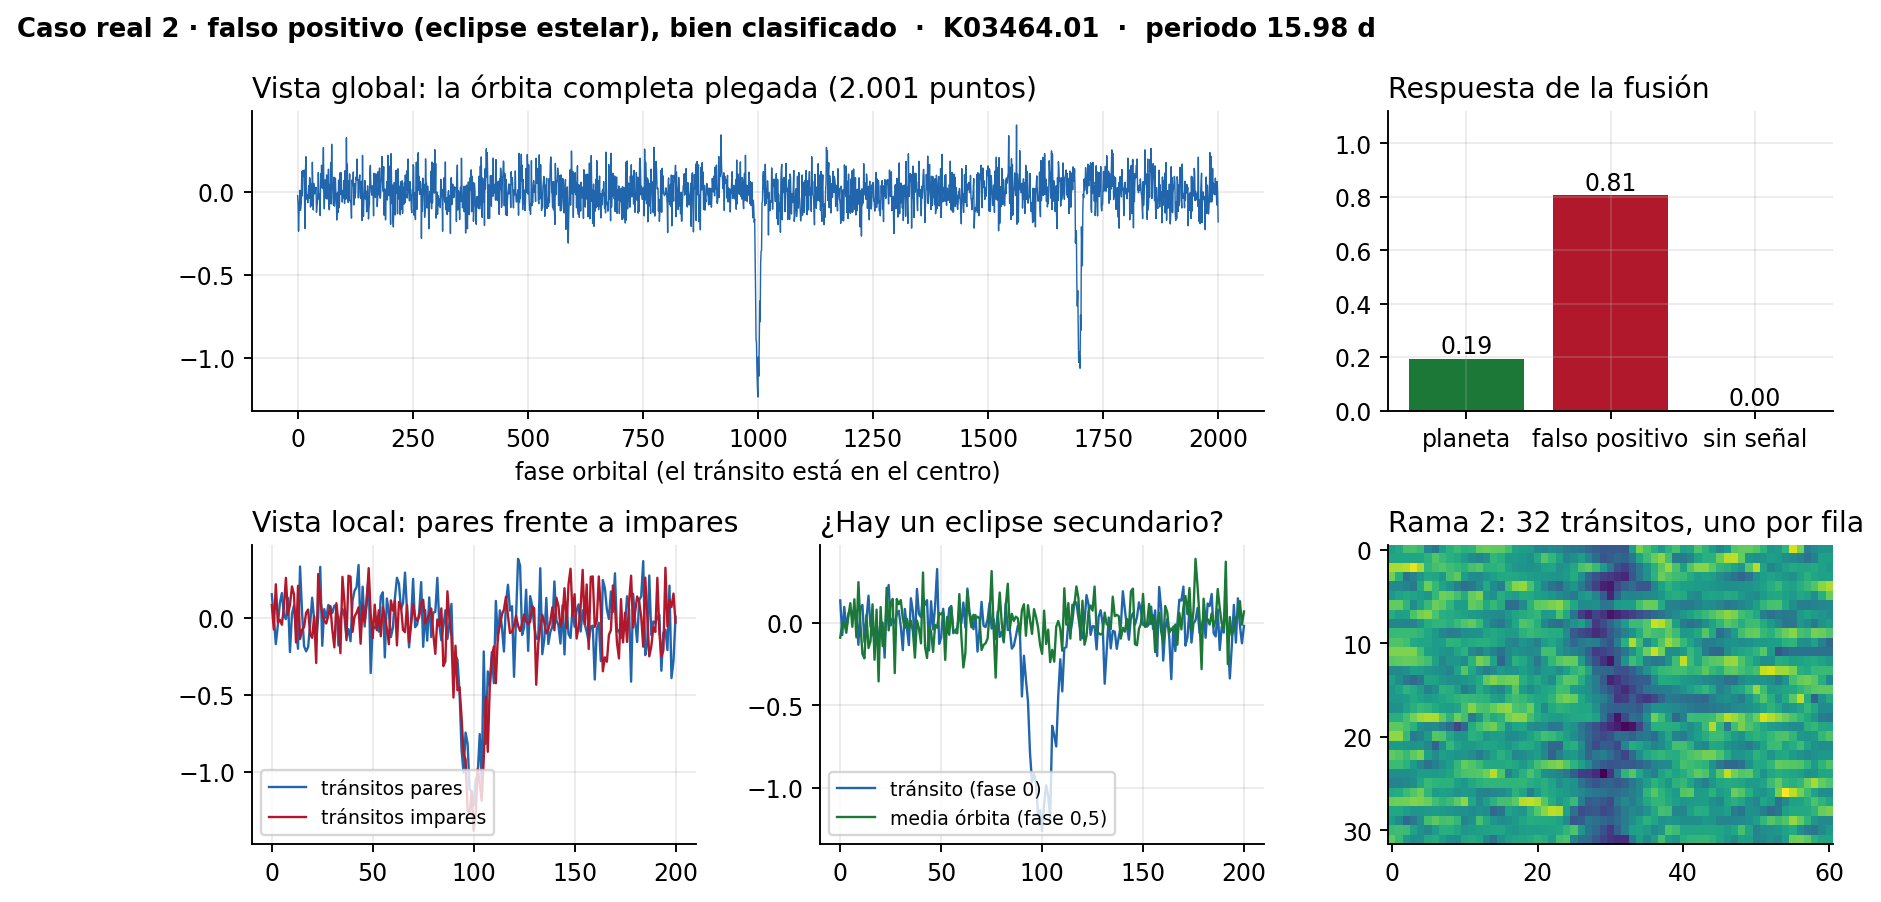 Caso real 2 · falso positivo (eclipse estelar), bien clasificado · K03464.01 · periodo 15.98 d
Vista global: la órbita completa plegada (2.001 puntos)
0.0
−0.5
−1.0
0 250 500 750 1000 1250 1500 1750 2000
fase orbital (el tránsito está en el centro)
Respuesta de la fusión
1.0
0.8
0.6
0.4
0.2
0.0
0.19
0.81
0.00
planeta falso positivo sin señal
Vista local: pares frente a impares
0.0
−0.5
−1.0
tránsitos pares
tránsitos impares
0 50 100 150 200
¿Hay un eclipse secundario?
0.0
−0.5
−1.0
tránsito (fase 0)
media órbita (fase 0,5)
0 50 100 150 200
Rama 2: 32 tránsitos, uno por fila
0
10
20
30
0 20 40 60